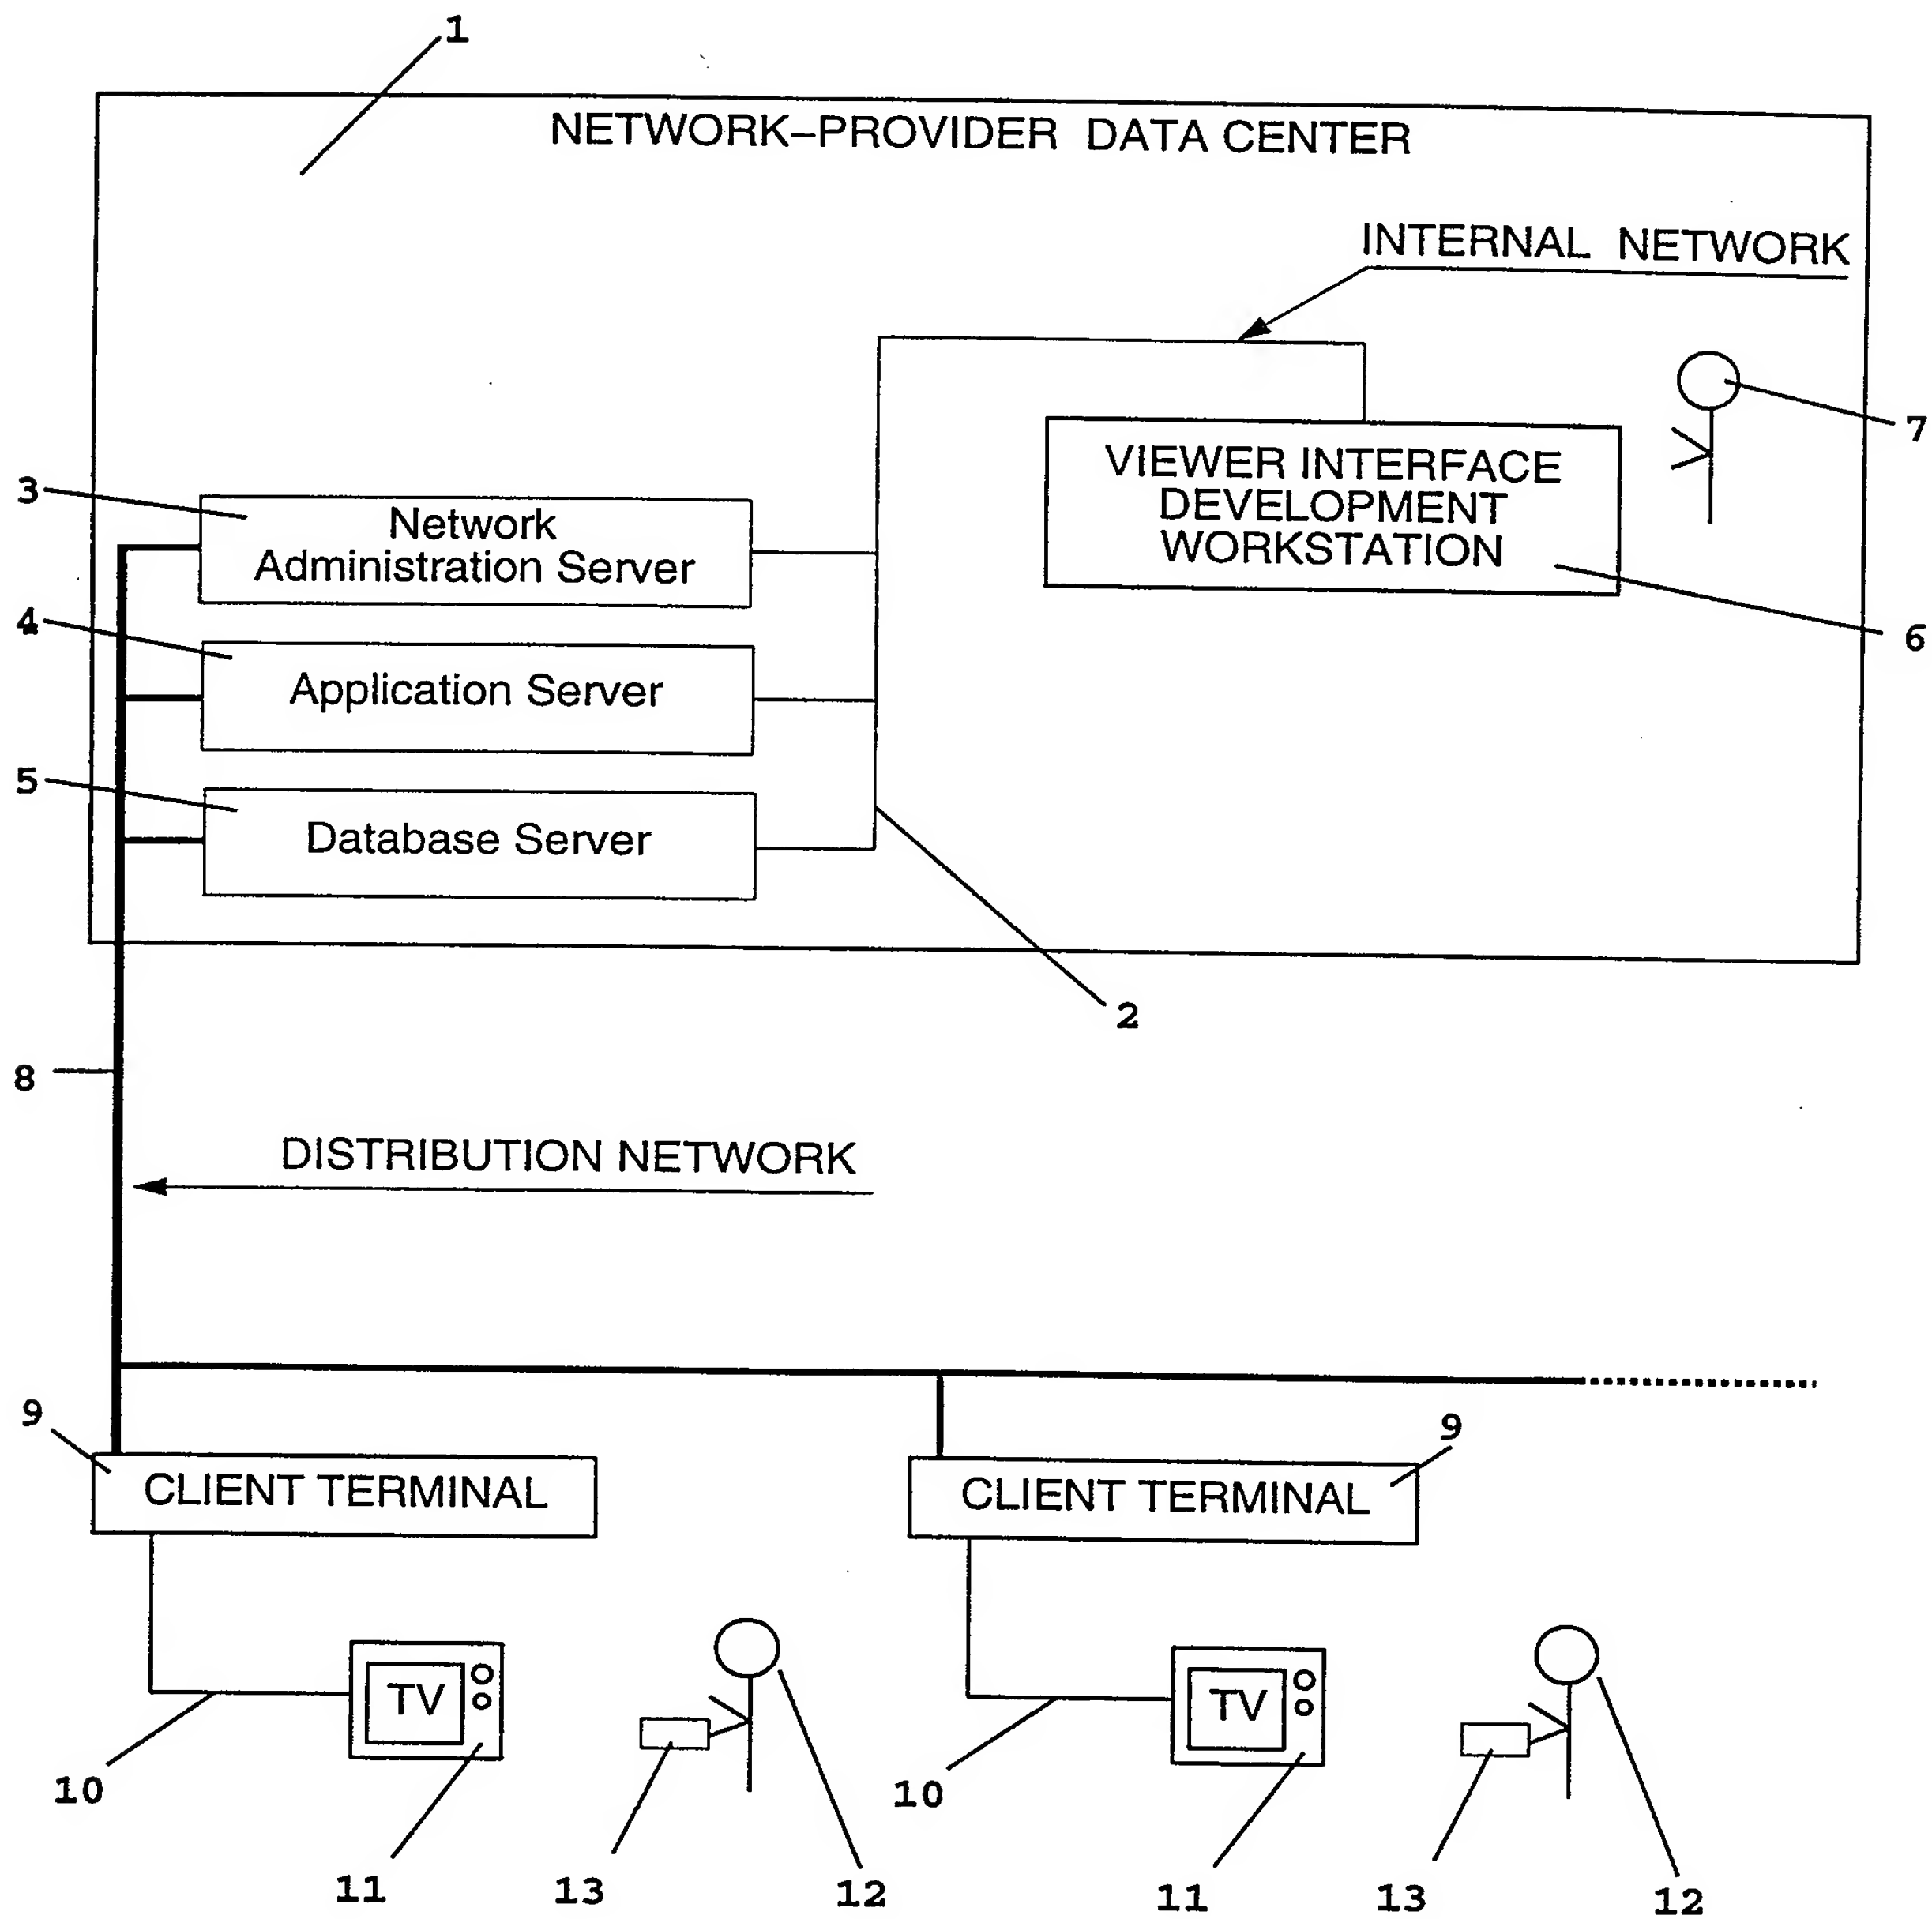 1
NETWORK-PROVIDER DATA CENTER
INTERNAL NETWORK
7
VIEWER INTERFACE
DEVELOPMENT
WORKSTATION
6
3
Network
Administration Server
4
Application Server
5
Database Server
2
8
DISTRIBUTION NETWORK
9
CLIENT TERMINAL
9
CLIENT TERMINAL
TV
TV
10
11
13
12
10
11
13
12